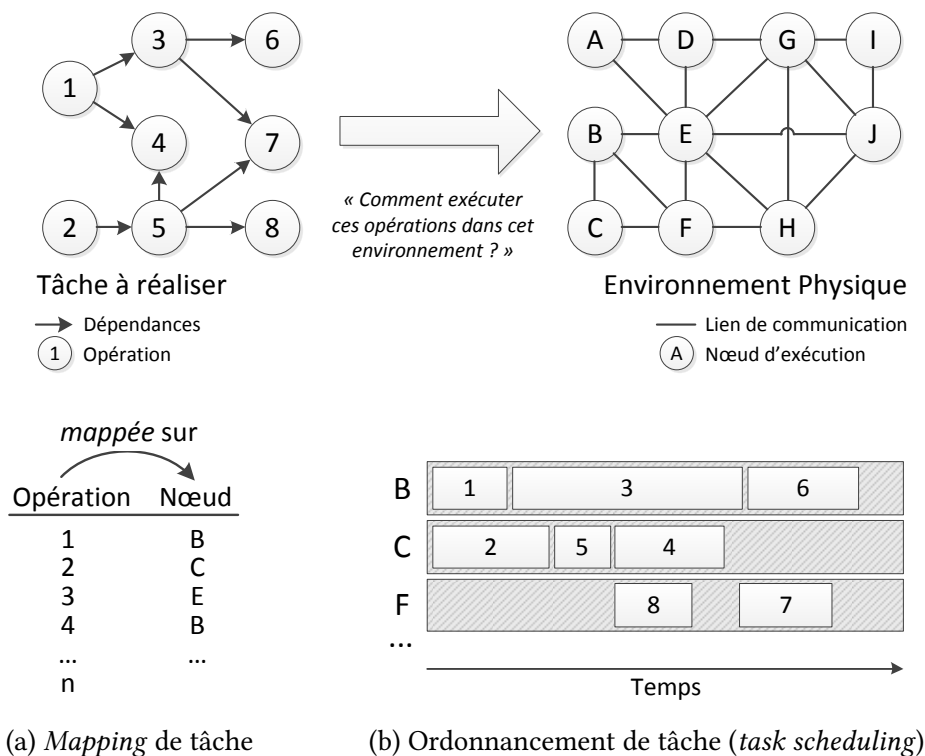 3
6
1
4
7
2
5
8
Tâche à réaliser
Dépendances
1 Opération
« Comment exécuter
ces opérations dans cet
environnement ? »
A
D
G
I
B
E
J
C
F
H
Environnement Physique
Lien de communication
A Nœud d'exécution
mappée sur
Opération Nœud
1 B
2 C
3 E
4 B
... ...
n
B 1 3 6
C 2 5 4
F 8 7
...
Temps
(a) Mapping de tâche
(b) Ordonnancement de tâche (task scheduling)